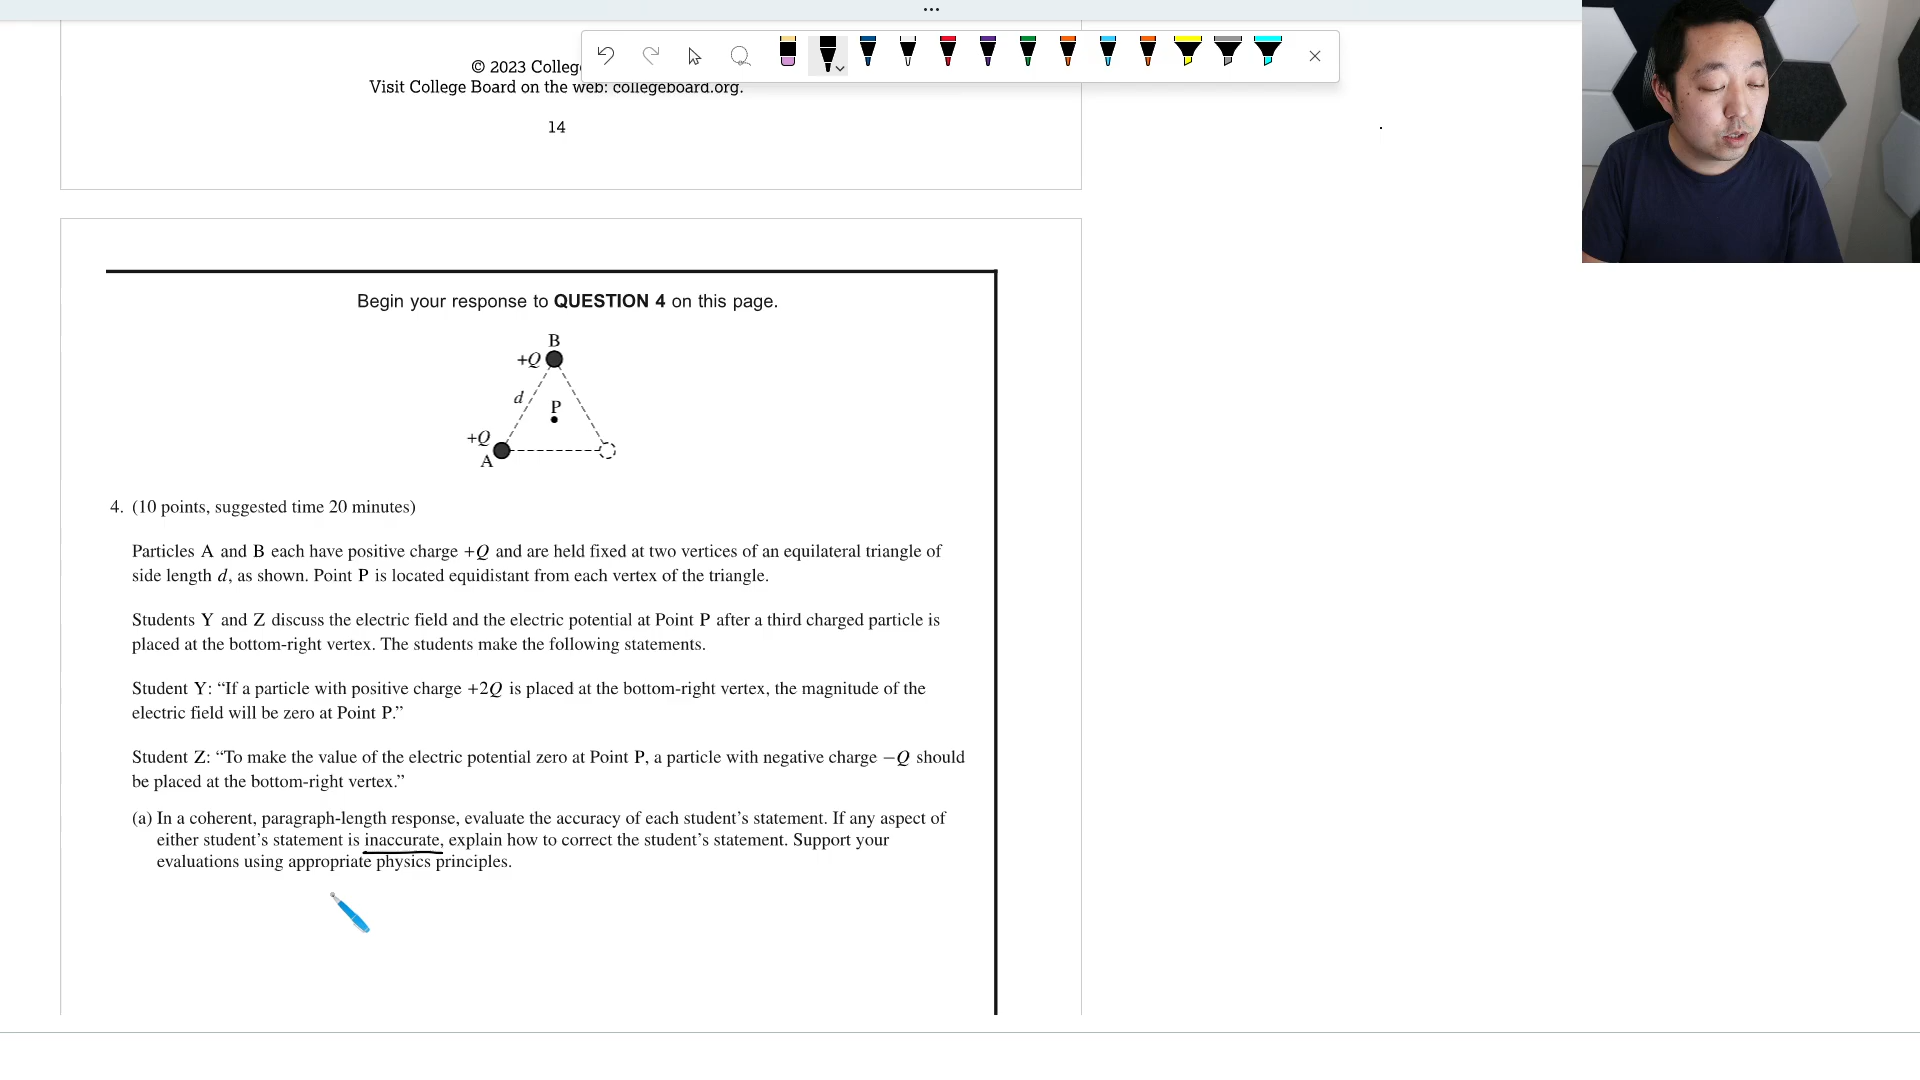 © 2023 Colleg
Visit College Board on the web: collegeboard.org.
14
Begin your response to QUESTION 4 on this page.
B
+Q
d
P
+Q
A
4. (10 points, suggested time 20 minutes)
Particles A and B each have positive charge +Q and are held fixed at two vertices of an equilateral triangle of
side length d, as shown. Point P is located equidistant from each vertex of the triangle.
Students Y and Z discuss the electric field and the electric potential at Point P after a third charged particle is
placed at the bottom-right vertex. The students make the following statements.
Student Y: “If a particle with positive charge +2Q is placed at the bottom-right vertex, the magnitude of the
electric field will be zero at Point P.”
Student Z: “To make the value of the electric potential zero at Point P, a particle with negative charge −Q should
be placed at the bottom-right vertex.”
(a) In a coherent, paragraph-length response, evaluate the accuracy of each student’s statement. If any aspect of
either student’s statement is inaccurate, explain how to correct the student’s statement. Support your
evaluations using appropriate physics principles.